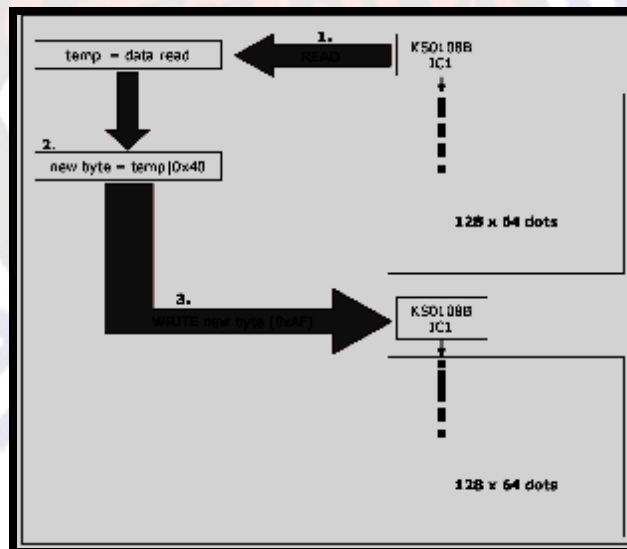 1.
temp = data read
READ
KS0108B
IC1
2.
new byte = temp|0x40
128 x 64 dots
3.
WRITE new byte (0xAF)
KS0108B
IC1
128 x 64 dots